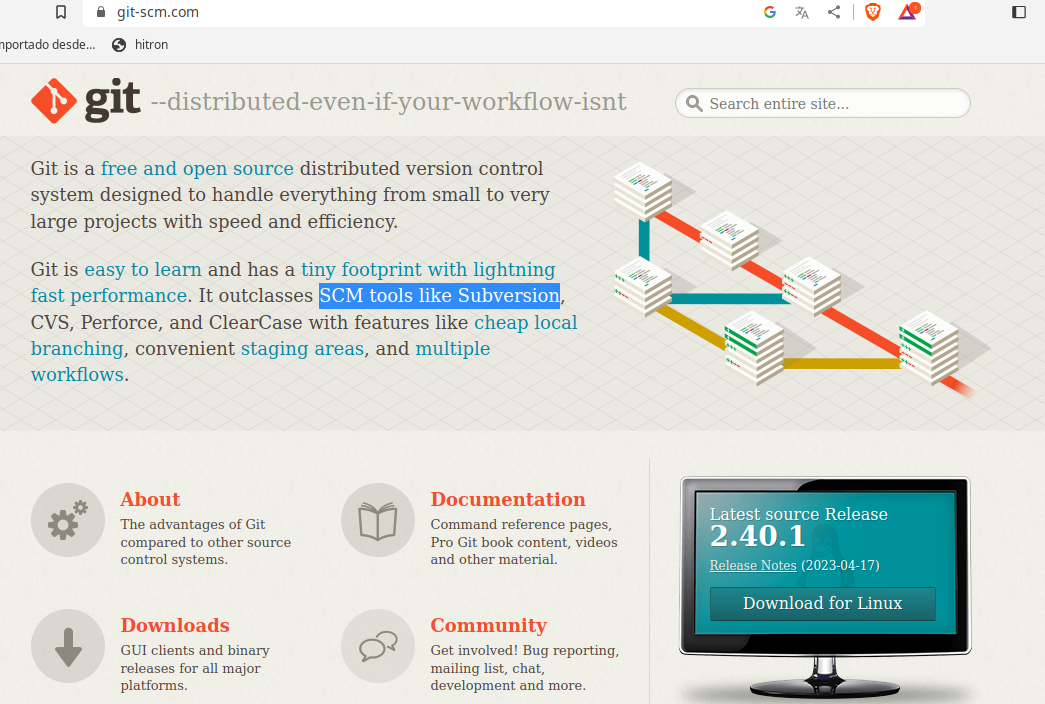 git-scm.com
mportado desde...
hitron
git --distributed-even-if-your-workflow-isnt
Search entire site...
Git is a free and open source distributed version control
system designed to handle everything from small to very
large projects with speed and efficiency.
Git is easy to learn and has a tiny footprint with lightning
fast performance. It outclasses SCM tools like Subversion,
CVS, Perforce, and ClearCase with features like cheap local
branching, convenient staging areas, and multiple
workflows.
About
The advantages of Git
compared to other source
control systems.
Documentation
Command reference pages,
Pro Git book content, videos
and other material.
Downloads
GUI clients and binary
releases for all major
platforms.
Community
Get involved! Bug reporting,
mailing list, chat,
development and more.
Latest source Release
2.40.1
Release Notes (2023-04-17)
Download for Linux